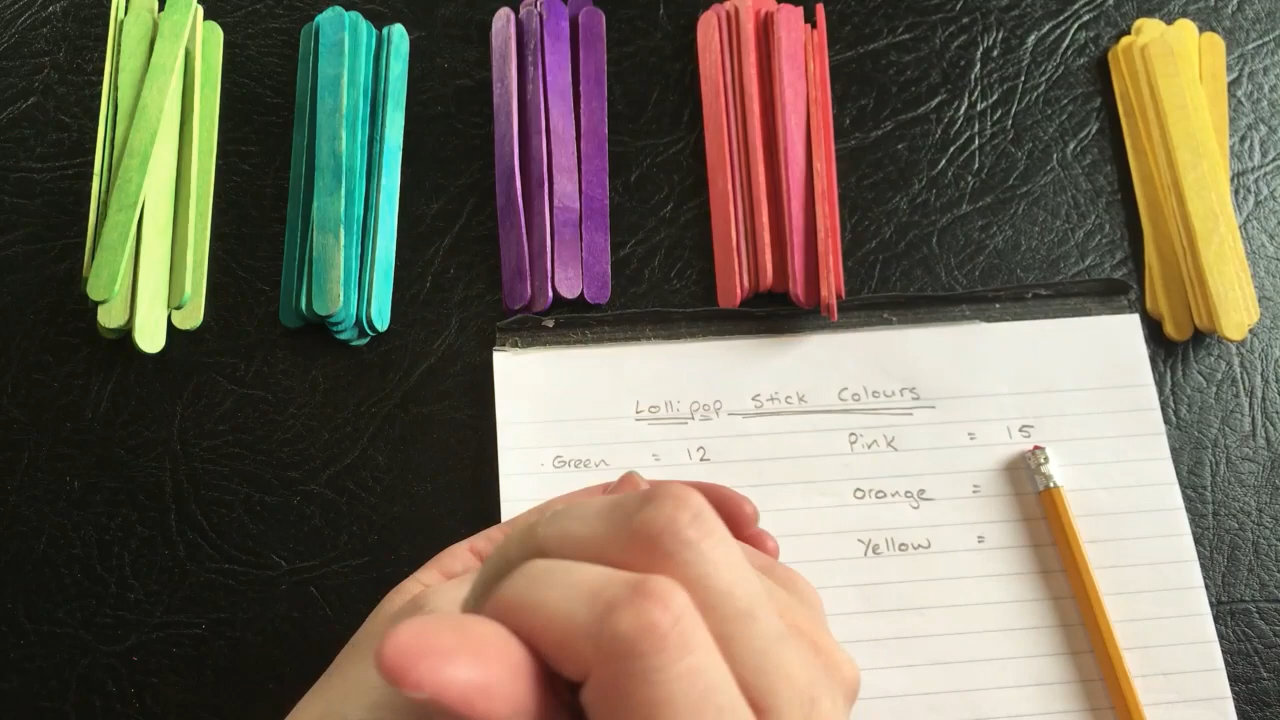 Lollipop Stick Colours
Green = 12
Pink = 15
orange =
Yellow =